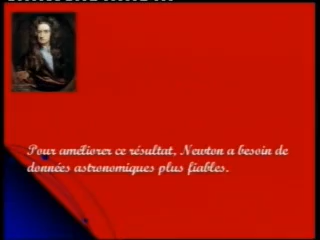 Pour améliorer ce résultat, Newton a besoin de
données astronomiques plus fiables.